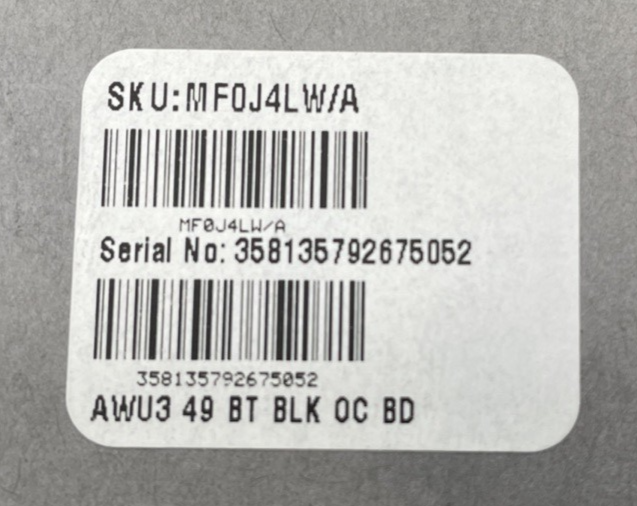 SKU:MF0J4LW/A
MF0J4LW/A
Serial No: 358135792675052
358135792675052
AWU3 49 BT BLK OC BD